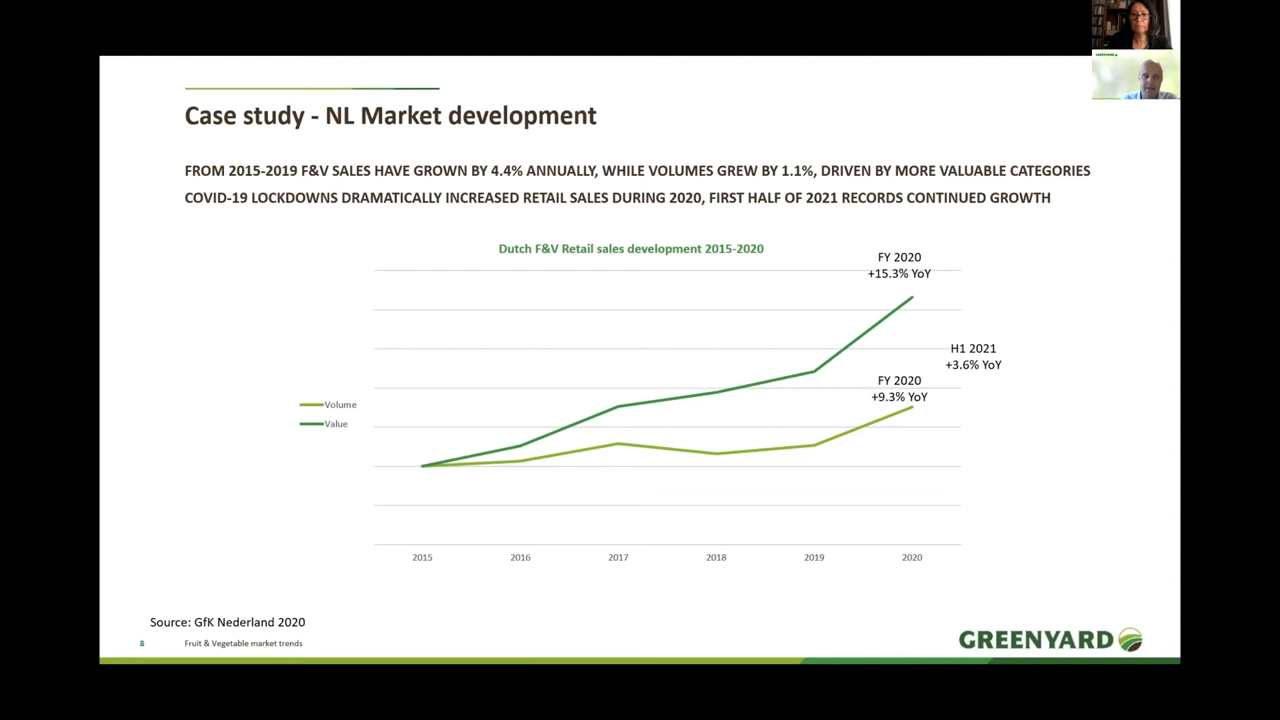 GREENYARD
Case study - NL Market development
FROM 2015-2019 F&V SALES HAVE GROWN BY 4.4% ANNUALLY, WHILE VOLUMES GREW BY 1.1%, DRIVEN BY MORE VALUABLE CATEGORIES
COVID-19 LOCKDOWNS DRAMATICALLY INCREASED RETAIL SALES DURING 2020, FIRST HALF OF 2021 RECORDS CONTINUED GROWTH
Dutch F&V Retail sales development 2015-2020
FY 2020
+15.3% YoY
H1 2021
+3.6% YoY
FY 2020
+9.3% YoY
Volume
Value
2015 2016 2017 2018 2019 2020
Source: GfK Nederland 2020
8 Fruit & Vegetable market trends
GREENYARD